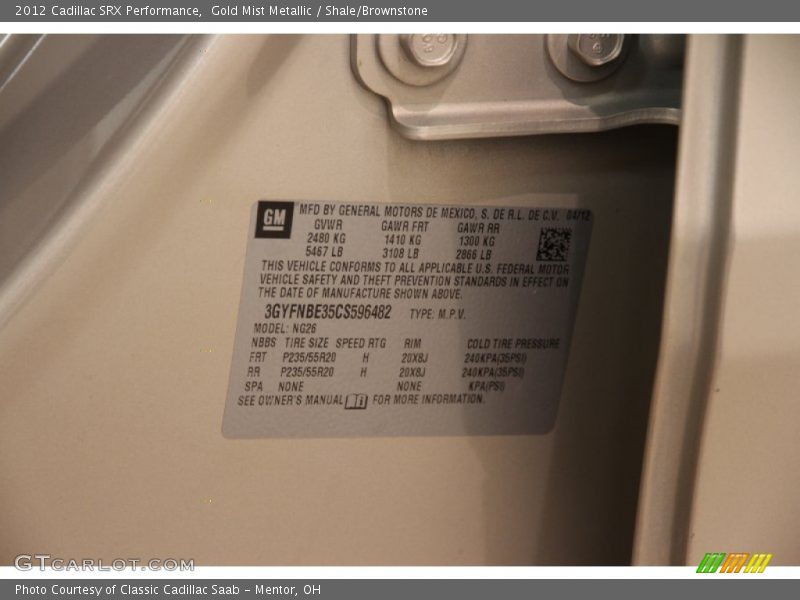 2012 Cadillac SRX Performance,  Gold Mist Metallic / Shale/Brownstone
GM MFD BY GENERAL MOTORS DE MEXICO, S. DE R.L. DE C.V. 04/12
GVWR GAWR FRT GAWR RR
2480 KG 1410 KG 1300 KG
5467 LB 3108 LB 2866 LB
THIS VEHICLE CONFORMS TO ALL APPLICABLE U.S. FEDERAL MOTOR
VEHICLE SAFETY AND THEFT PREVENTION STANDARDS IN EFFECT ON
THE DATE OF MANUFACTURE SHOWN ABOVE.
3GYFNBE35CS596482 TYPE: M.P.V.
MODEL: NG26
NBBS TIRE SIZE SPEED RTG RIM COLD TIRE PRESSURE
FRT P235/55R20 H 20X8J 240KPA(35PSI)
RR P235/55R20 H 20X8J 240KPA(35PSI)
SPA NONE NONE KPA(PSI)
SEE OWNER'S MANUAL FOR MORE INFORMATION.
GTCARLOT.COM
Photo Courtesy of Classic Cadillac Saab - Mentor, OH